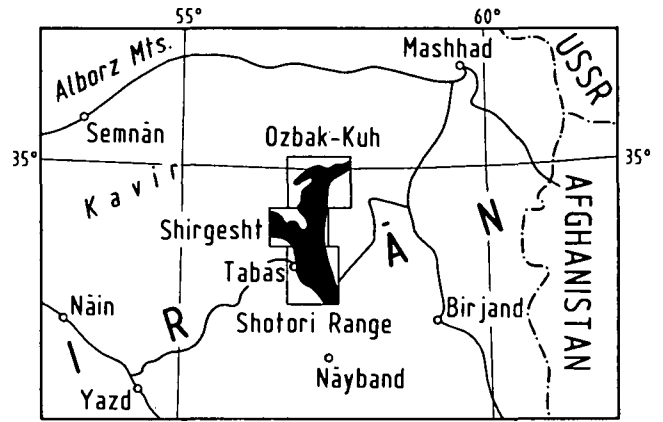 55°
60°
Alborz Mts.
Mashhad
USSR
Semnān
Ozbak-Kuh
35°
35°
Kavir
Shirgesht
AFGHANISTAN
Tabas
I R Ā N
Nāin
Birjand
Shotori Range
Nāyband
Yazd